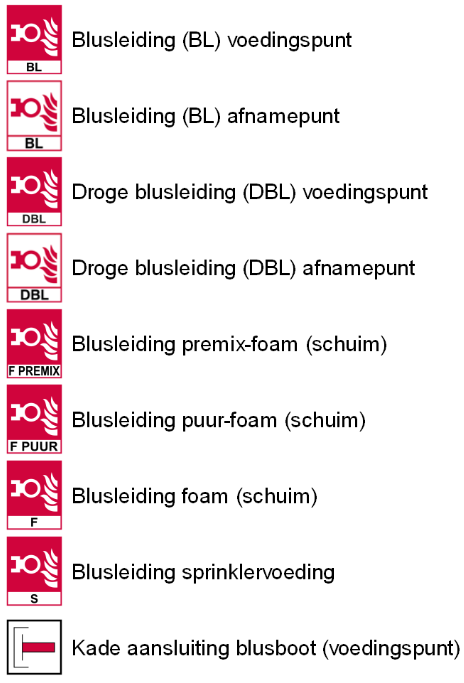 BL Blusleiding (BL) voedingspunt
BL Blusleiding (BL) afnamepunt
DBL Droge blusleiding (DBL) voedingspunt
DBL Droge blusleiding (DBL) afnamepunt
F PREMIX Blusleiding premix-foam (schuim)
F PUUR Blusleiding puur-foam (schuim)
F Blusleiding foam (schuim)
S Blusleiding sprinklervoeding
Kade aansluiting blusboot (voedingspunt)